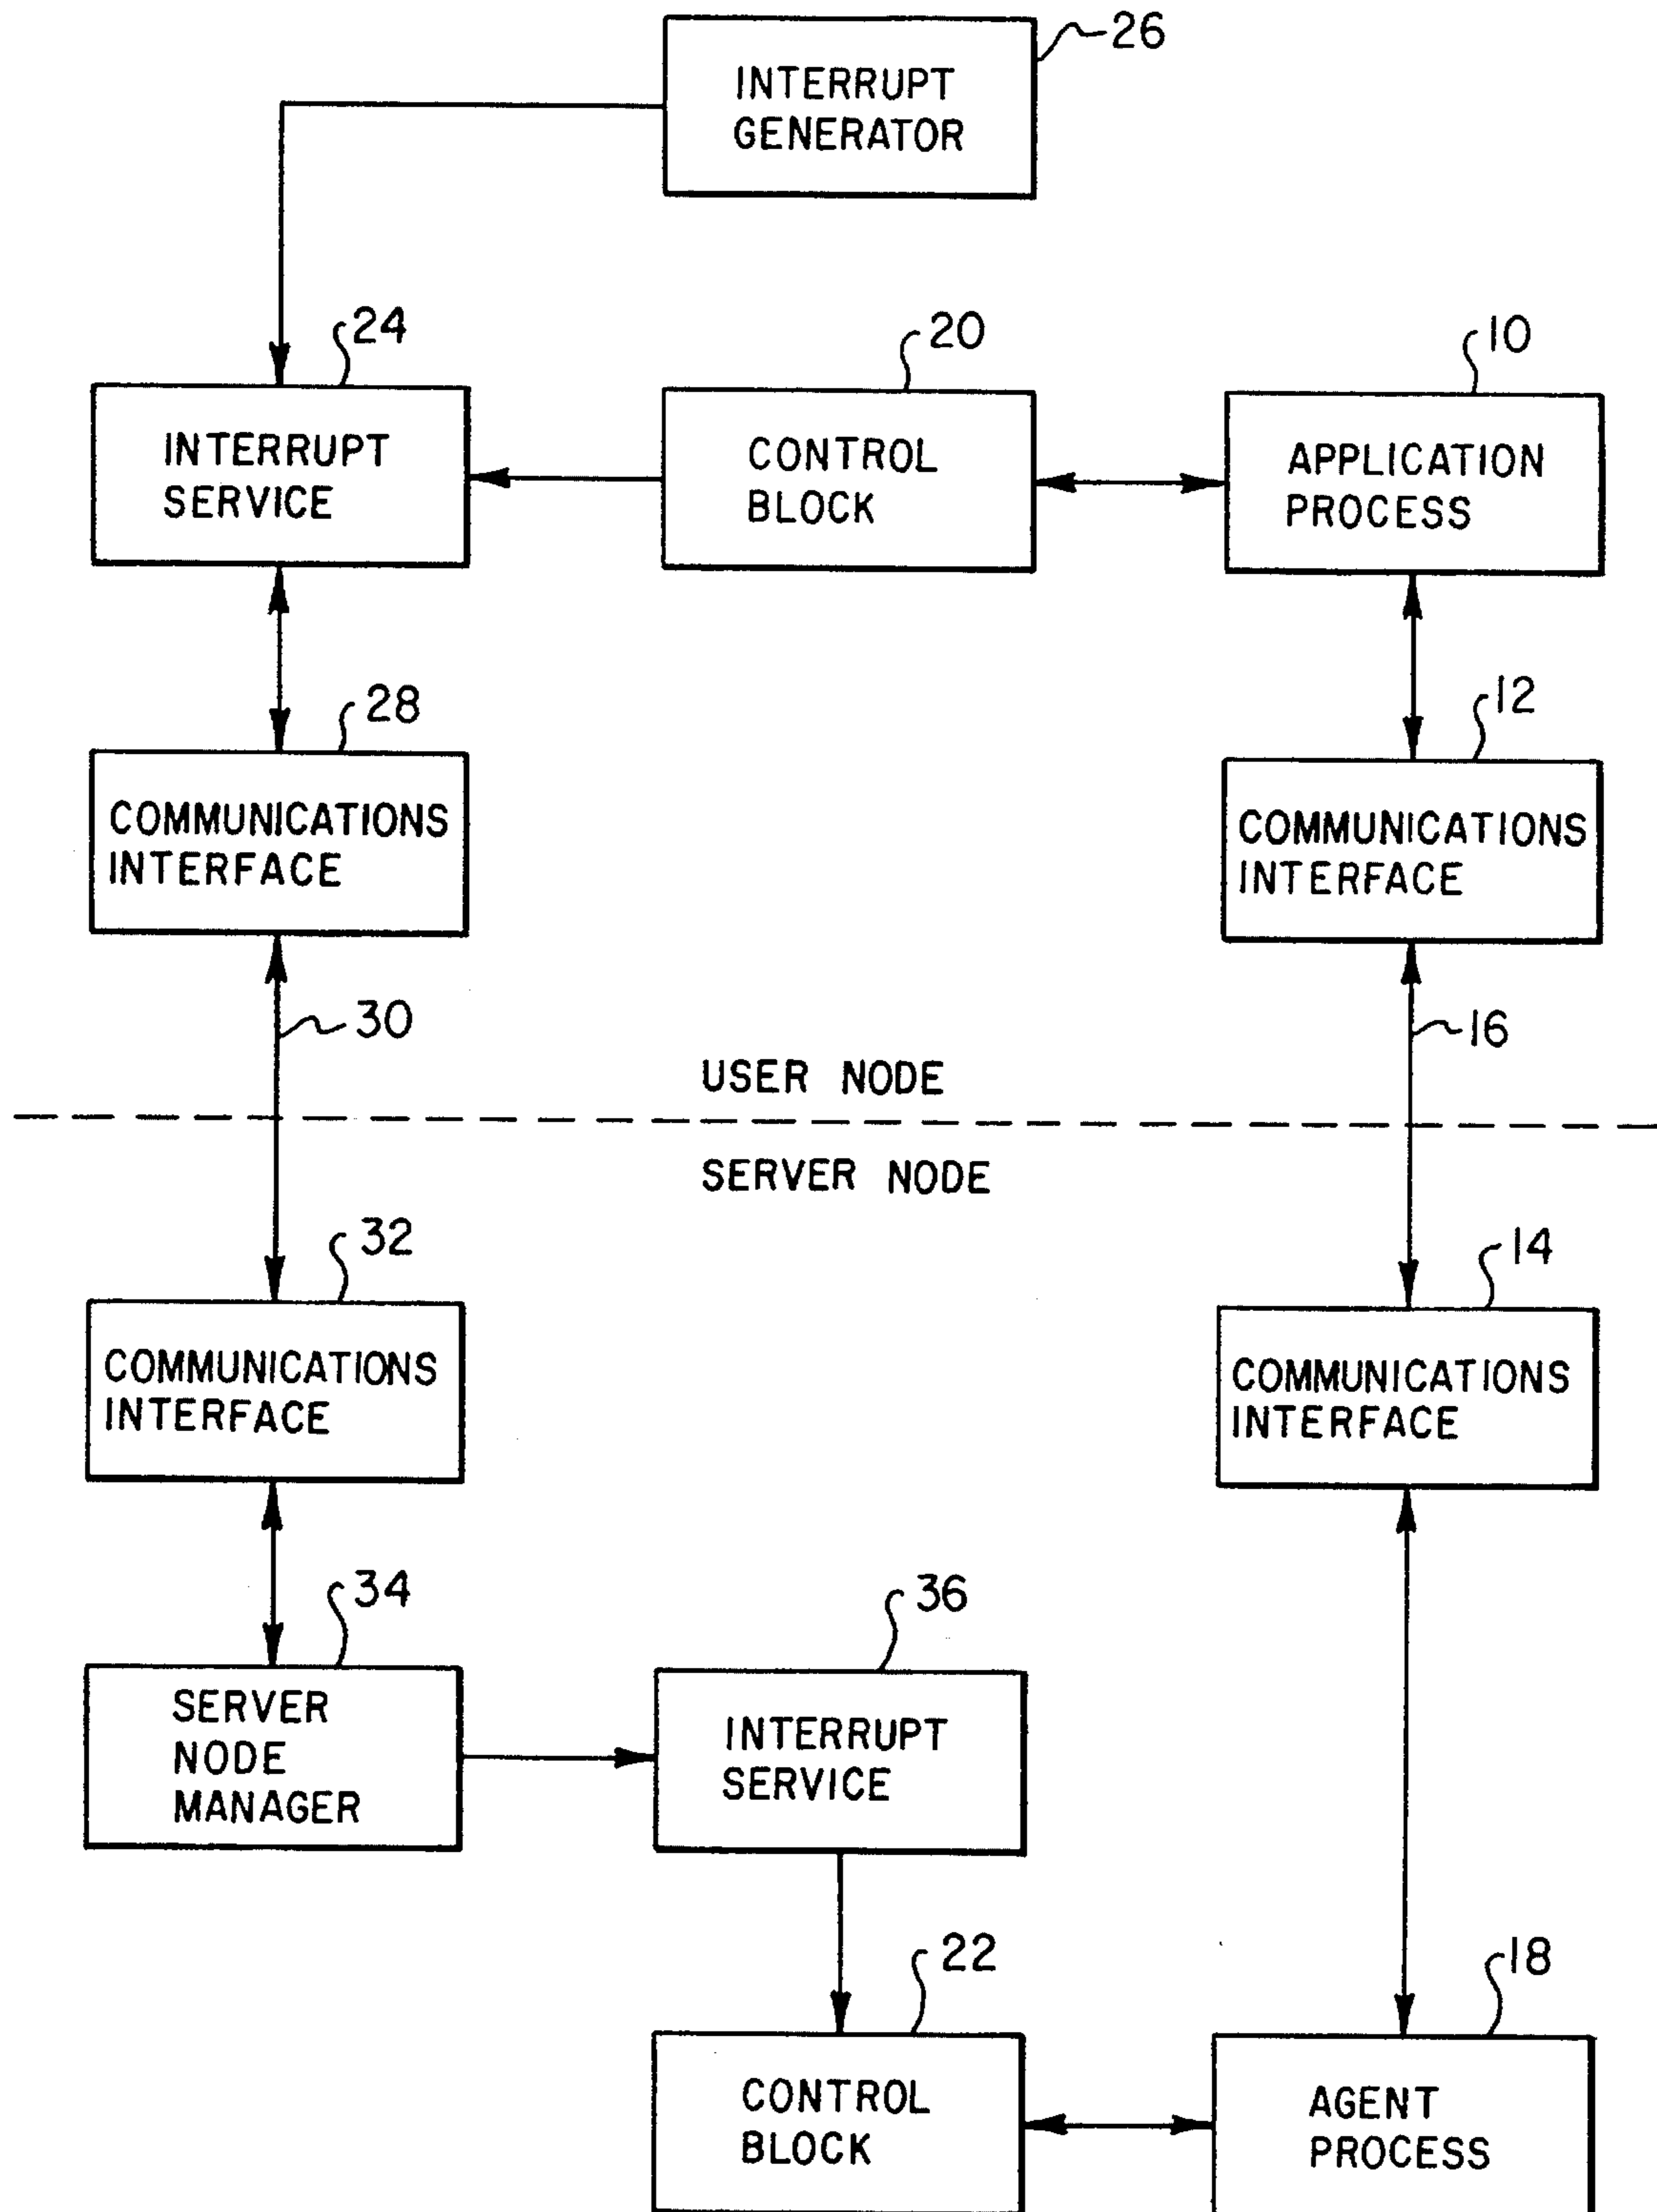 26
INTERRUPT
GENERATOR
24
INTERRUPT
SERVICE
20
CONTROL
BLOCK
10
APPLICATION
PROCESS
28
COMMUNICATIONS
INTERFACE
12
COMMUNICATIONS
INTERFACE
30
16
USER NODE
SERVER NODE
32
COMMUNICATIONS
INTERFACE
14
COMMUNICATIONS
INTERFACE
34
SERVER
NODE
MANAGER
36
INTERRUPT
SERVICE
22
CONTROL
BLOCK
18
AGENT
PROCESS